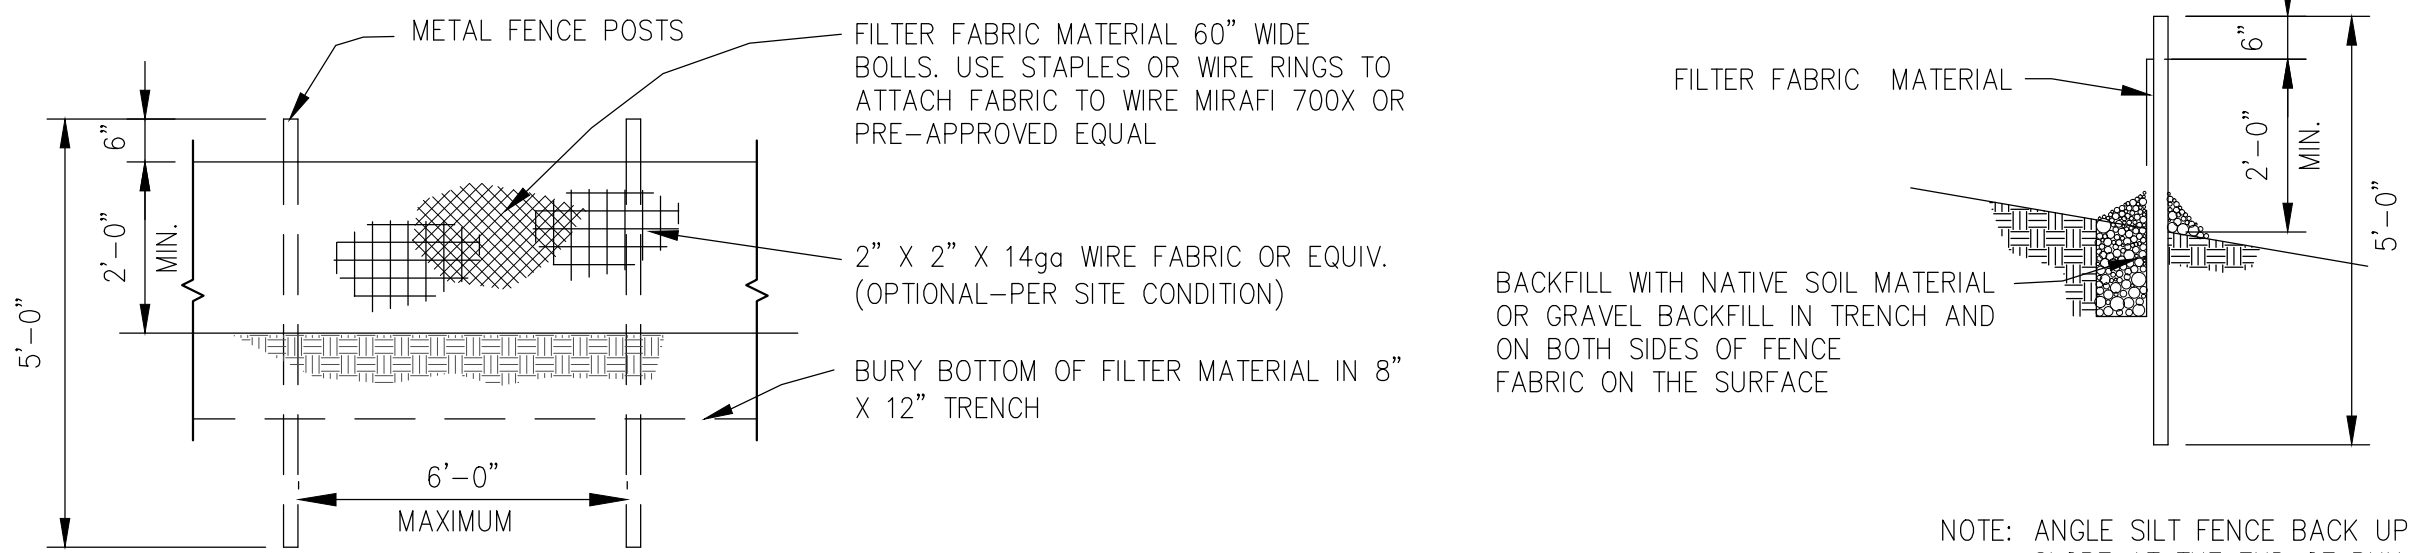 METAL FENCE POSTS
FILTER FABRIC MATERIAL 60" WIDE
BOLLS. USE STAPLES OR WIRE RINGS TO
ATTACH FABRIC TO WIRE MIRAFI 700X OR
PRE-APPROVED EQUAL
2" X 2" X 14ga WIRE FABRIC OR EQUIV.
(OPTIONAL-PER SITE CONDITION)
BURY BOTTOM OF FILTER MATERIAL IN 8"
X 12" TRENCH
6"
2'-0"
MIN.
5'-0"
6'-0"
MAXIMUM
FILTER FABRIC MATERIAL
6"
2'-0"
MIN.
5'-0"
BACKFILL WITH NATIVE SOIL MATERIAL
OR GRAVEL BACKFILL IN TRENCH AND
ON BOTH SIDES OF FENCE
FABRIC ON THE SURFACE
NOTE: ANGLE SILT FENCE BACK UP